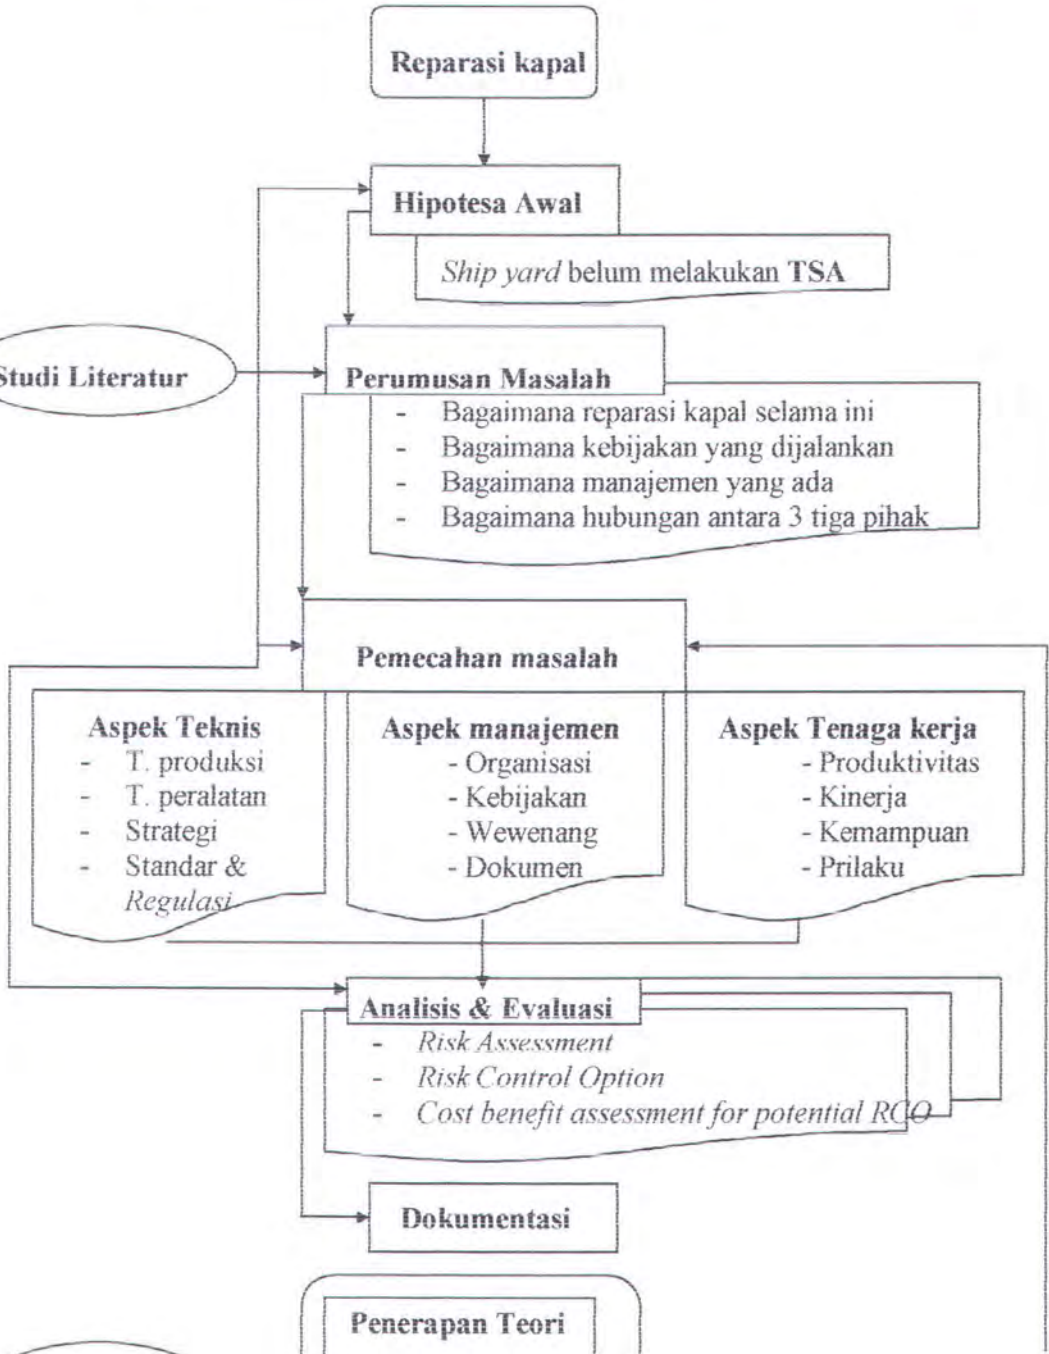 Reparasi kapal
Hipotesa Awal
Ship yard belum melakukan TSA
Studi Literatur
Perumusan Masalah
- Bagaimana reparasi kapal selama ini
- Bagaimana kebijakan yang dijalankan
- Bagaimana manajemen yang ada
- Bagaimana hubungan antara 3 tiga pihak
Pemecahan masalah
Aspek Teknis
- T. produksi
- T. peralatan
- Strategi
- Standar &
Regulasi
Aspek manajemen
- Organisasi
- Kebijakan
- Wewenang
- Dokumen
Aspek Tenaga kerja
- Produktivitas
- Kinerja
- Kemampuan
- Prilaku
Analisis & Evaluasi
- Risk Assessment
- Risk Control Option
- Cost benefit assessment for potential RCO
Dokumentasi
Penerapan Teori